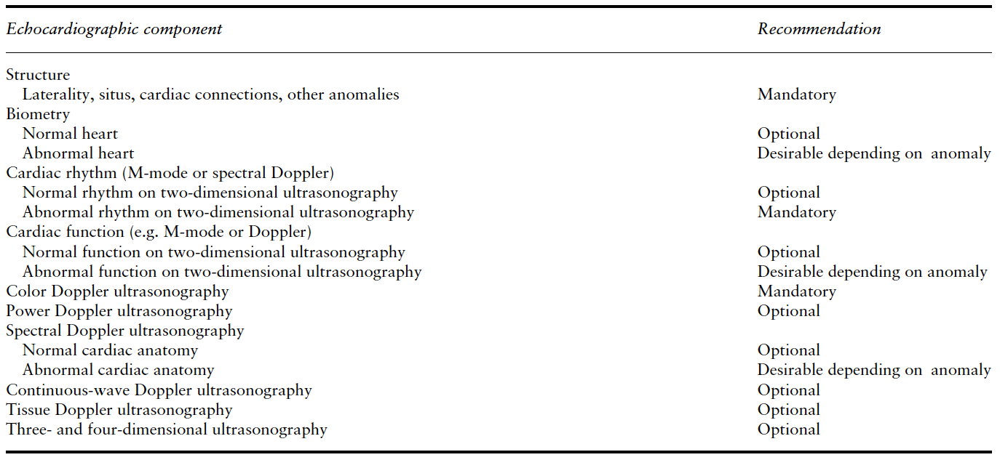 Echocardiographic component Recommendation
Structure
Laterality, situs, cardiac connections, other anomalies Mandatory
Biometry
Normal heart Optional
Abnormal heart Desirable depending on anomaly
Cardiac rhythm (M-mode or spectral Doppler)
Normal rhythm on two-dimensional ultrasonography Optional
Abnormal rhythm on two-dimensional ultrasonography Mandatory
Cardiac function (e.g. M-mode or Doppler)
Normal function on two-dimensional ultrasonography Optional
Abnormal function on two-dimensional ultrasonography Desirable depending on anomaly
Color Doppler ultrasonography Mandatory
Power Doppler ultrasonography Optional
Spectral Doppler ultrasonography
Normal cardiac anatomy Optional
Abnormal cardiac anatomy Desirable depending on anomaly
Continuous-wave Doppler ultrasonography Optional
Tissue Doppler ultrasonography Optional
Three- and four-dimensional ultrasonography Optional